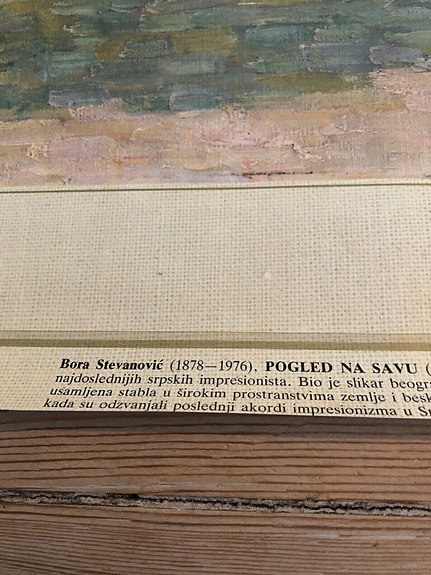 Bora Stevanović (1878—1976), POGLED NA SAVU (
najdoslednijih srpskih impresionista. Bio je slikar beogra
usamljena stabla u širokim prostranstvima zemlje i besk
kada su odzvanjali poslednji akordi impresionizma u S